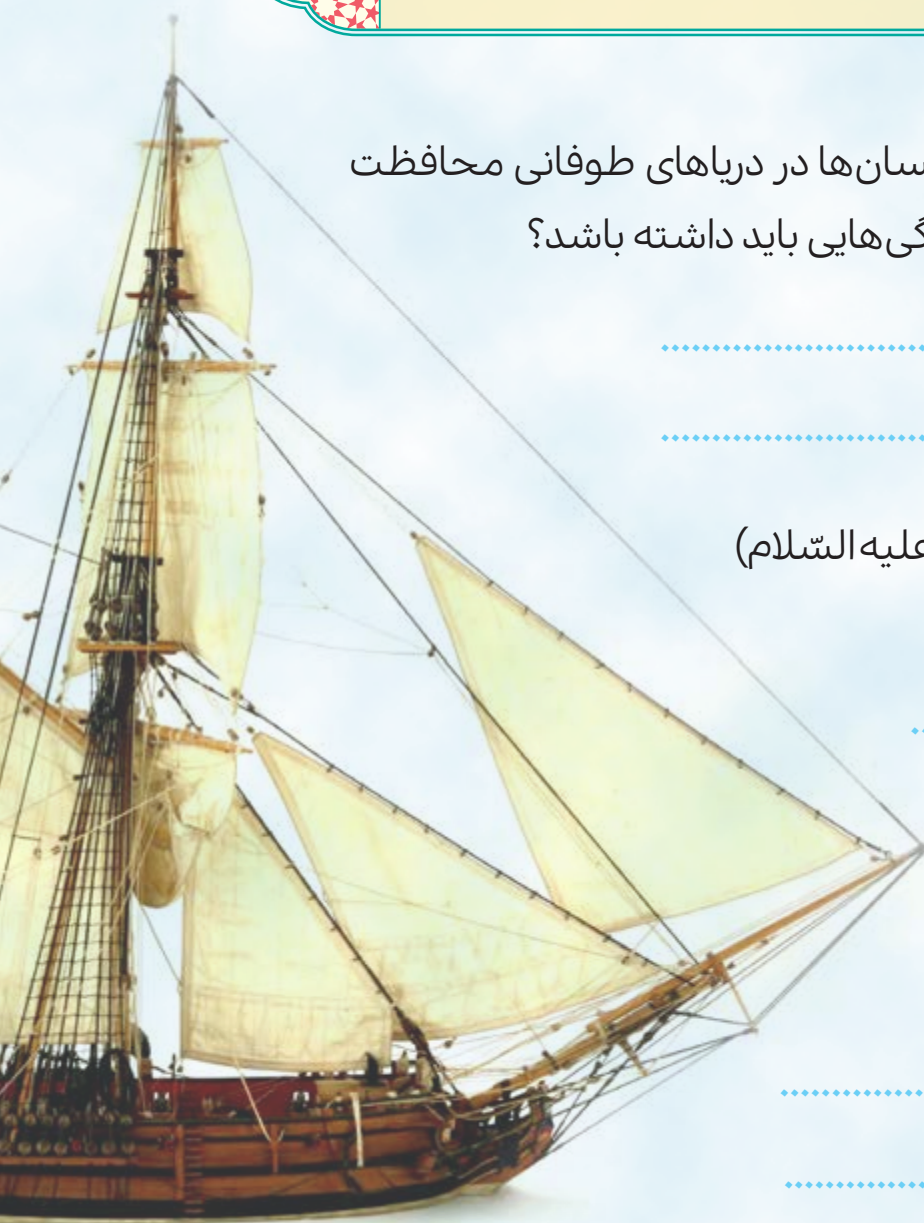 سان‌ها در دریاهای طوفانی محافظت
گی‌هایی باید داشته باشد؟
علیه‌السّلام)